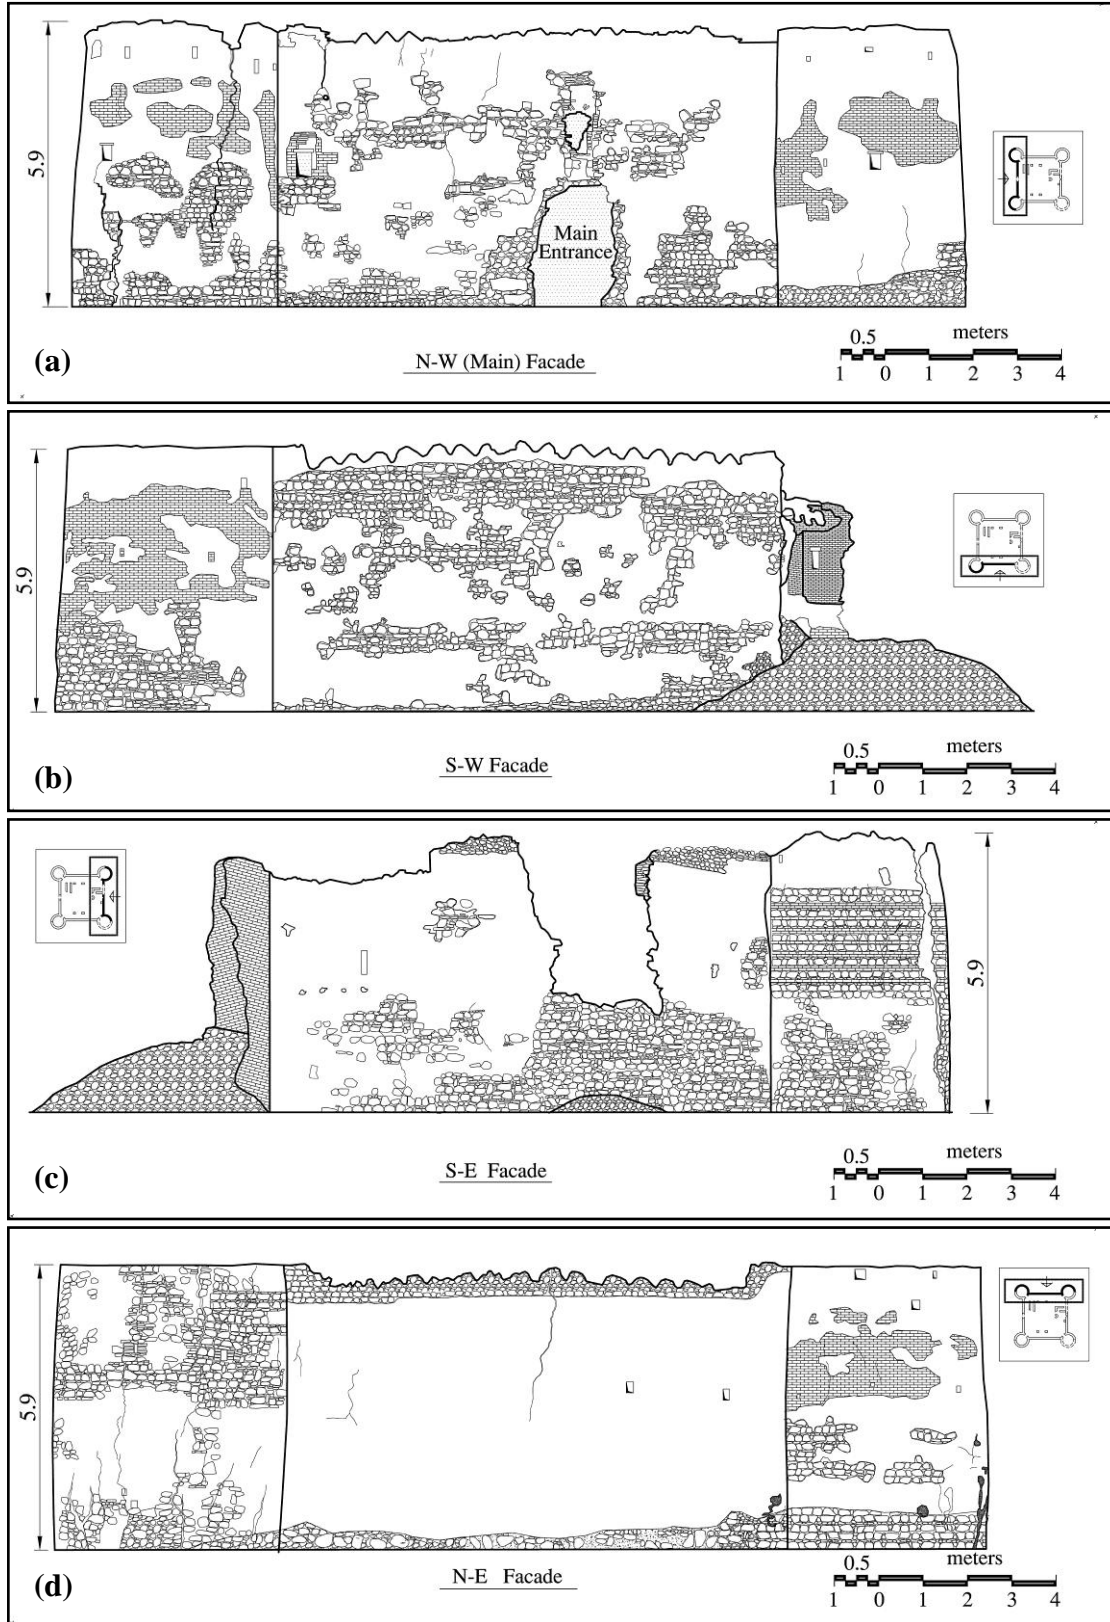 5.9
Main
Entrance
(a)
N-W (Main) Facade
0.5 meters
1 0 1 2 3 4
5.9
(b)
S-W Facade
0.5 meters
1 0 1 2 3 4
5.9
(c)
S-E Facade
0.5 meters
1 0 1 2 3 4
5.9
(d)
N-E Facade
0.5 meters
1 0 1 2 3 4